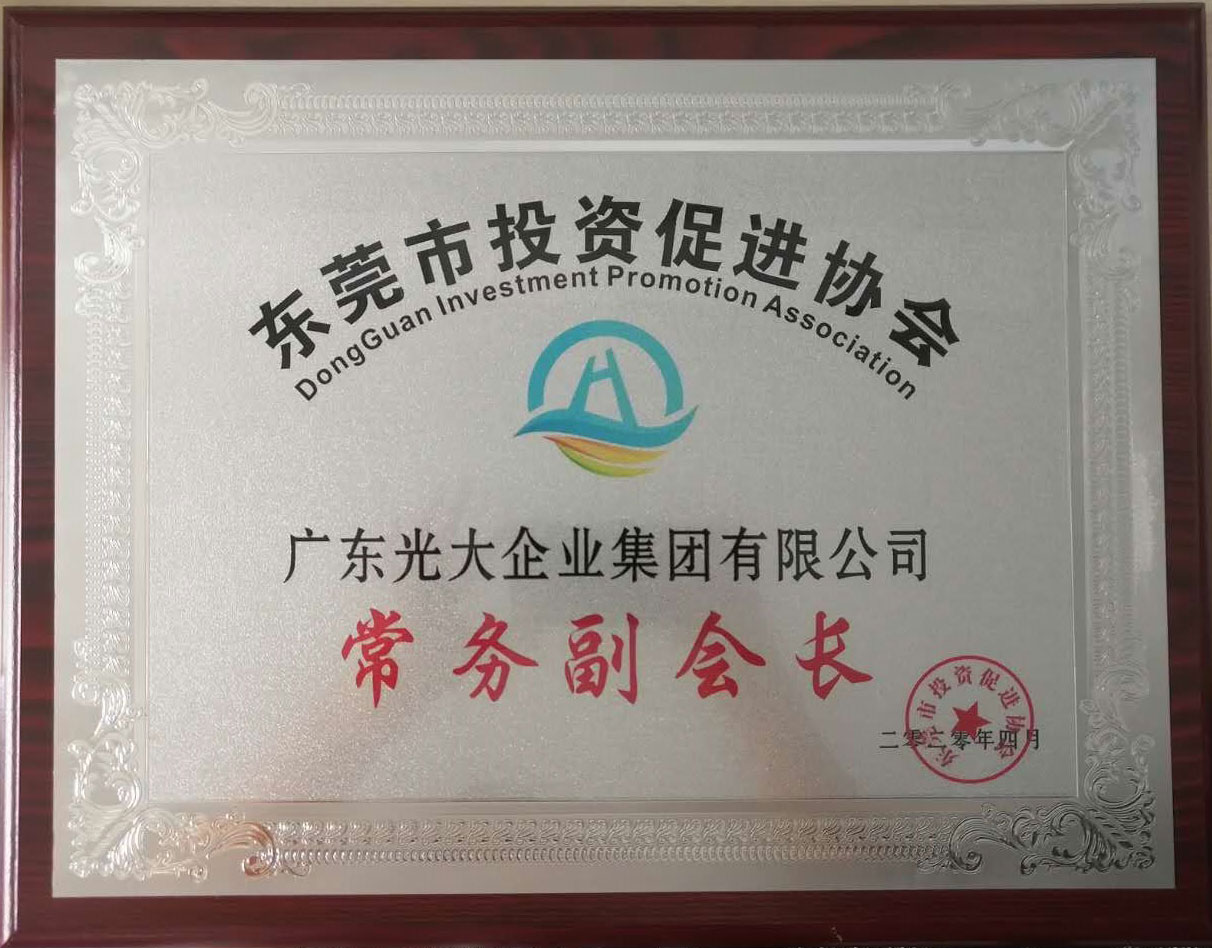 东莞市投资促进协会
DongGuan Investment Promotion Association
广东光大企业集团有限公司
常务副会长
二零二零年四月
东莞市投资促进协会